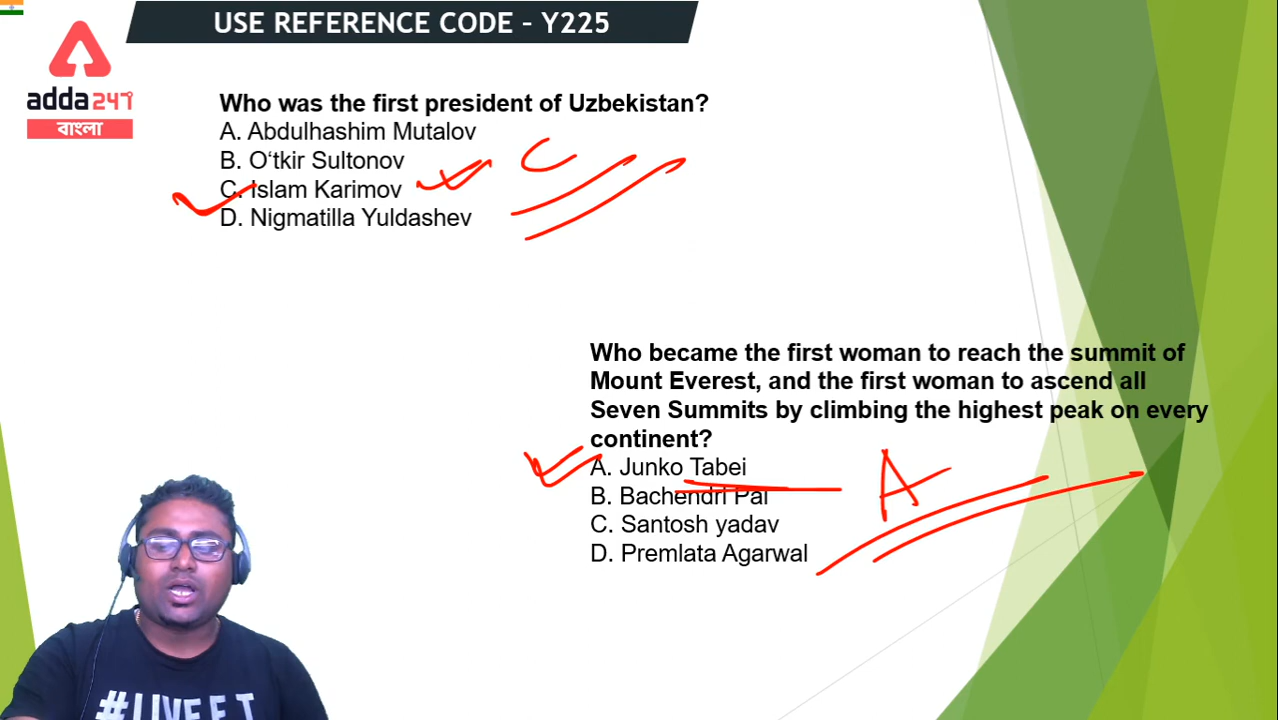 USE REFERENCE CODE - Y225
adda247
বাংলা
Who was the first president of Uzbekistan?
A. Abdulhashim Mutalov
B. O‘tkir Sultonov
C. Islam Karimov
D. Nigmatilla Yuldashev
C
Who became the first woman to reach the summit of
Mount Everest, and the first woman to ascend all
Seven Summits by climbing the highest peak on every
continent?
A. Junko Tabei
B. Bachendri Pal
C. Santosh yadav
D. Premlata Agarwal
A